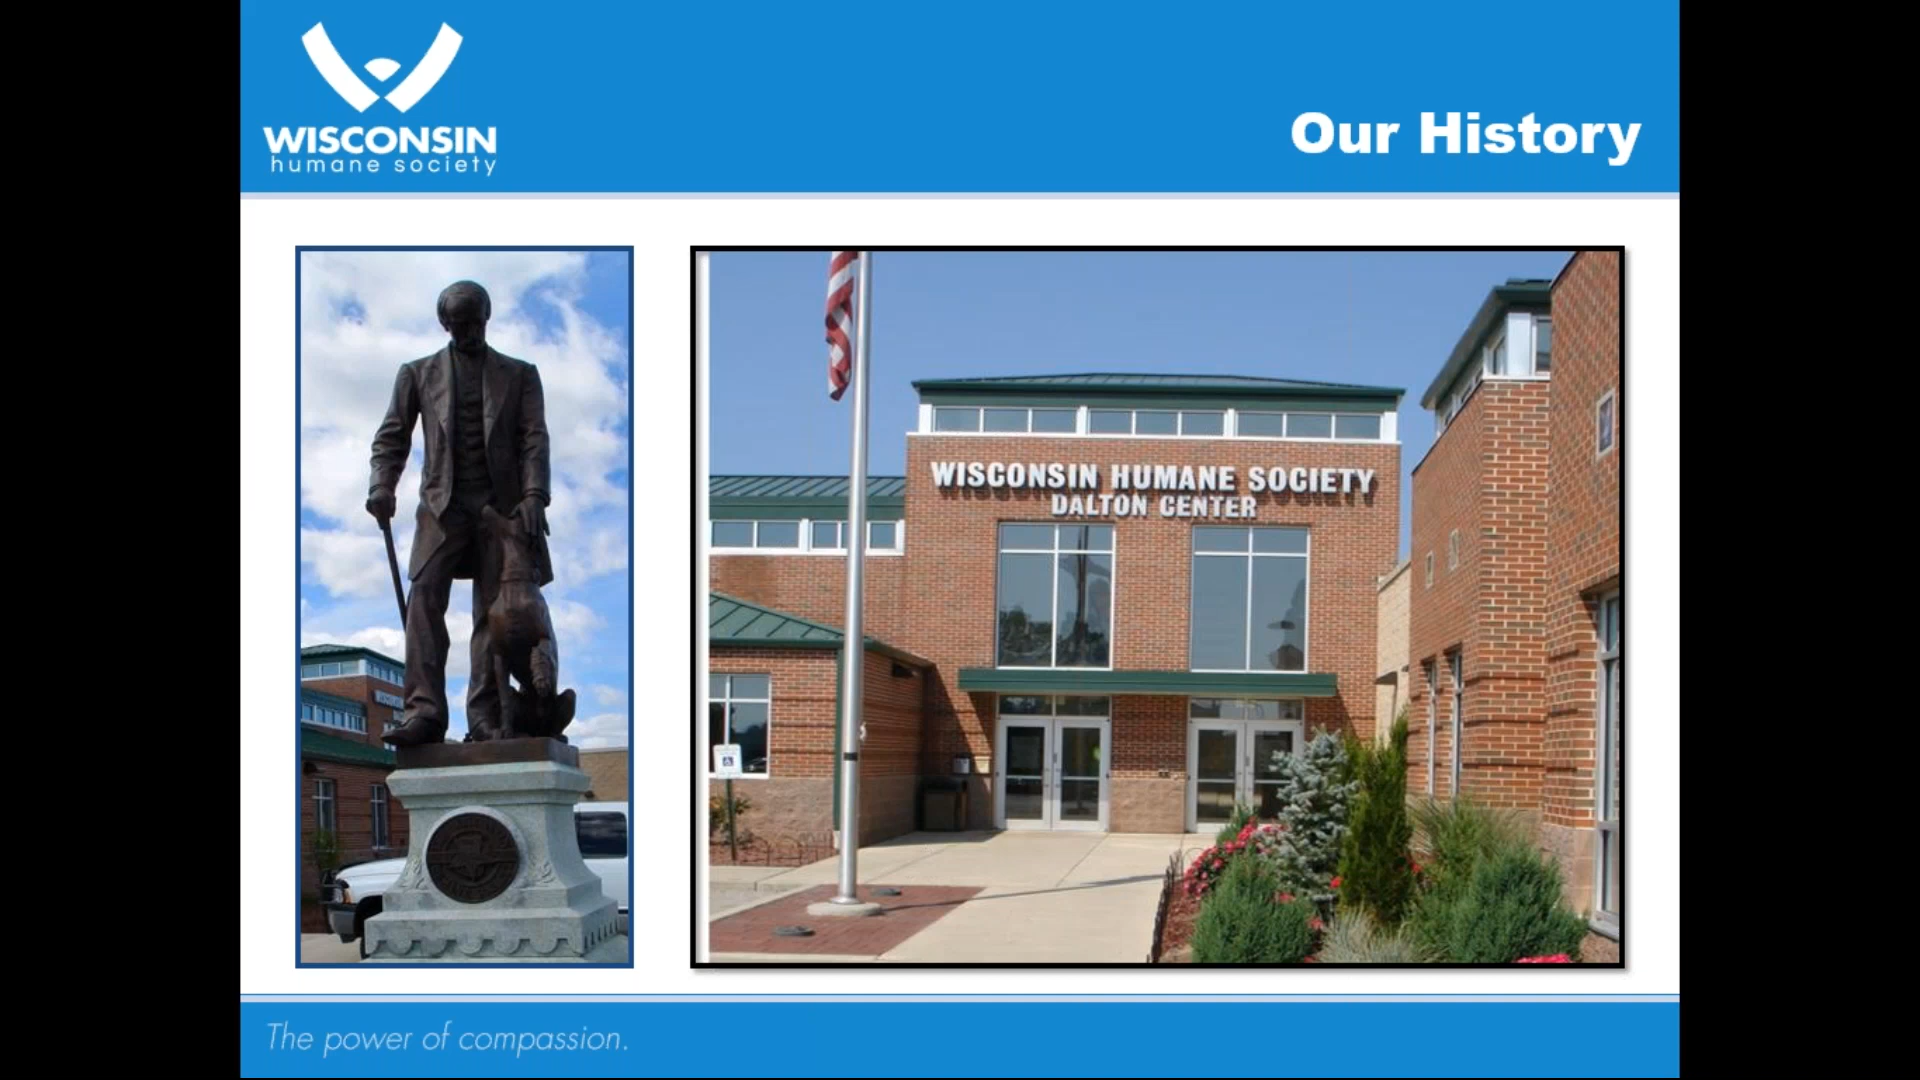 WISCONSIN
humane society
Our History
WISCONSIN HUMANE SOCIETY
DALTON CENTER
The power of compassion.